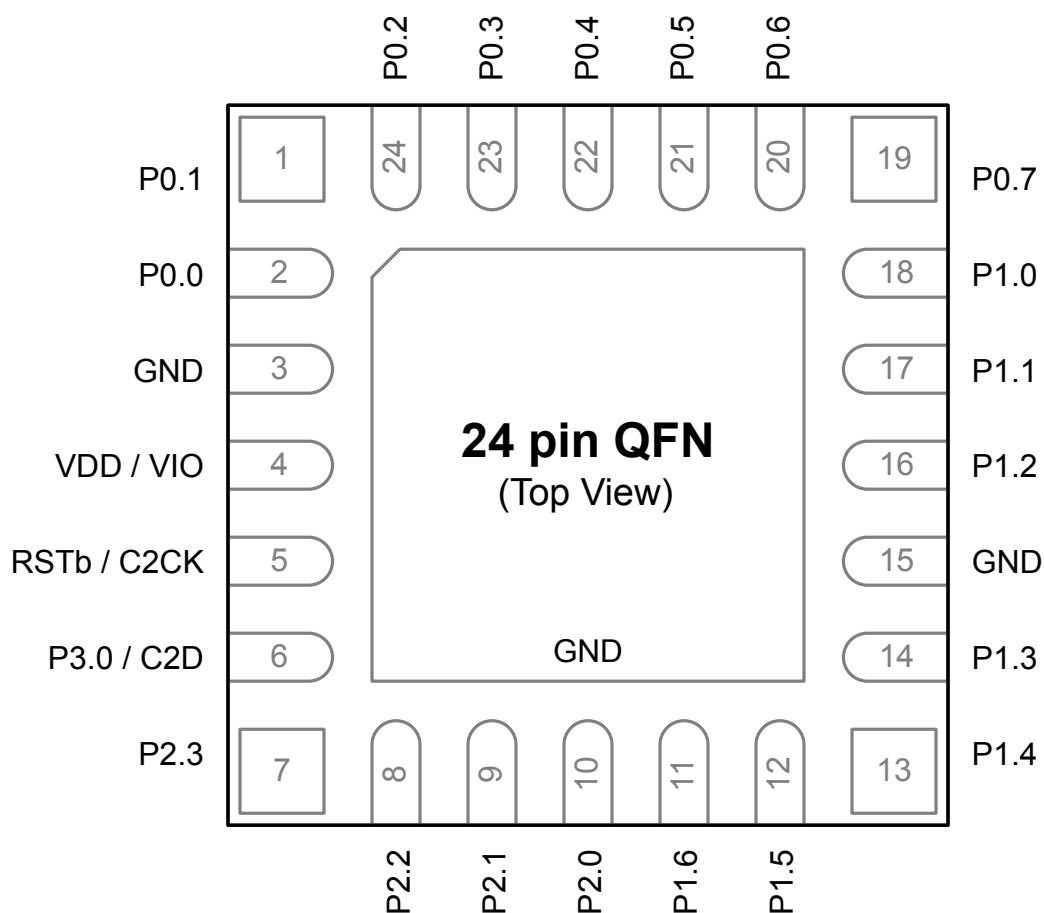 P0.2 P0.3 P0.4 P0.5 P0.6
1 24 23 22 21 20 19
P0.1 P0.7
P0.0 2 18 P1.0
GND 3 17 P1.1
24 pin QFN
VDD / VIO 4 16 P1.2
(Top View)
RSTb / C2CK 5 15 GND
P3.0 / C2D 6 GND 14 P1.3
P2.3 P1.4
7 8 9 10 11 12 13
P2.2 P2.1 P2.0 P1.6 P1.5